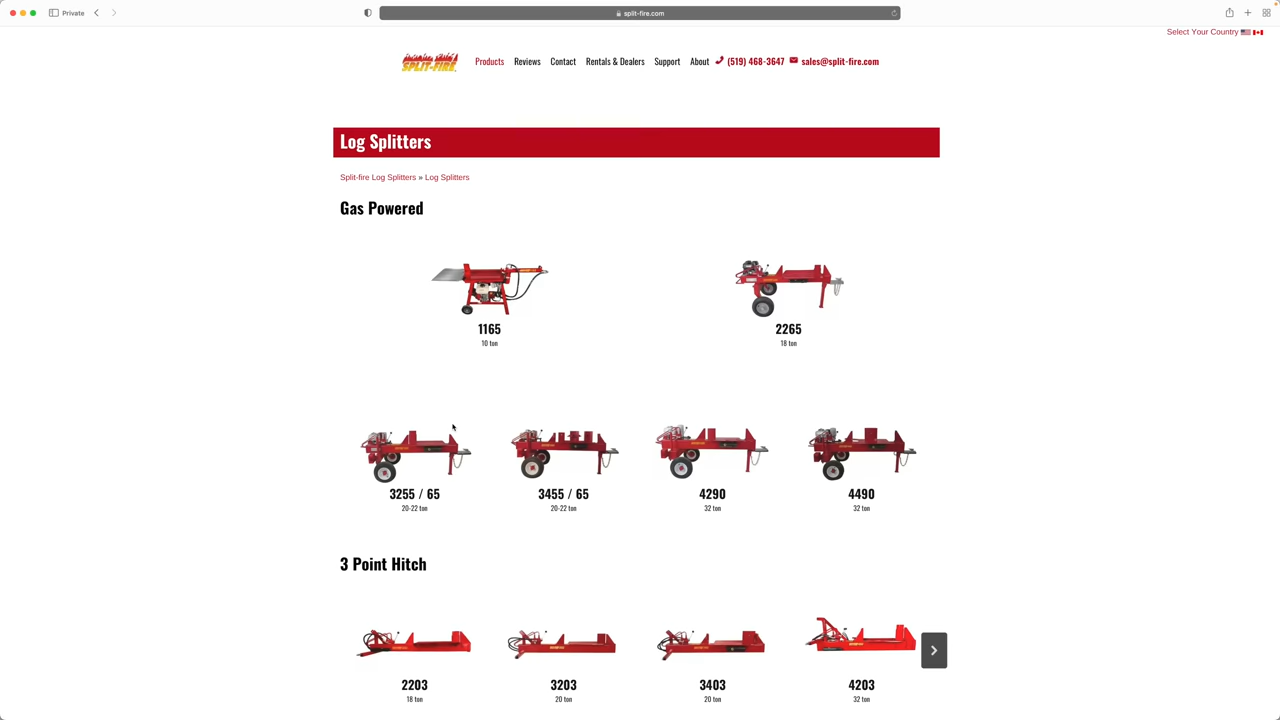 Private
split-fire.com
Select Your Country
SPLIT-FIRE
Products Reviews Contact Rentals & Dealers Support About (519) 468-3647 sales@split-fire.com
Log Splitters
Split-fire Log Splitters » Log Splitters
Gas Powered
1165 2265
10 ton 18 ton
3255 / 65 3455 / 65 4290 4490
20-22 ton 20-22 ton 32 ton 32 ton
3 Point Hitch
2203 3203 3403 4203
18 ton 20 ton 20 ton 32 ton